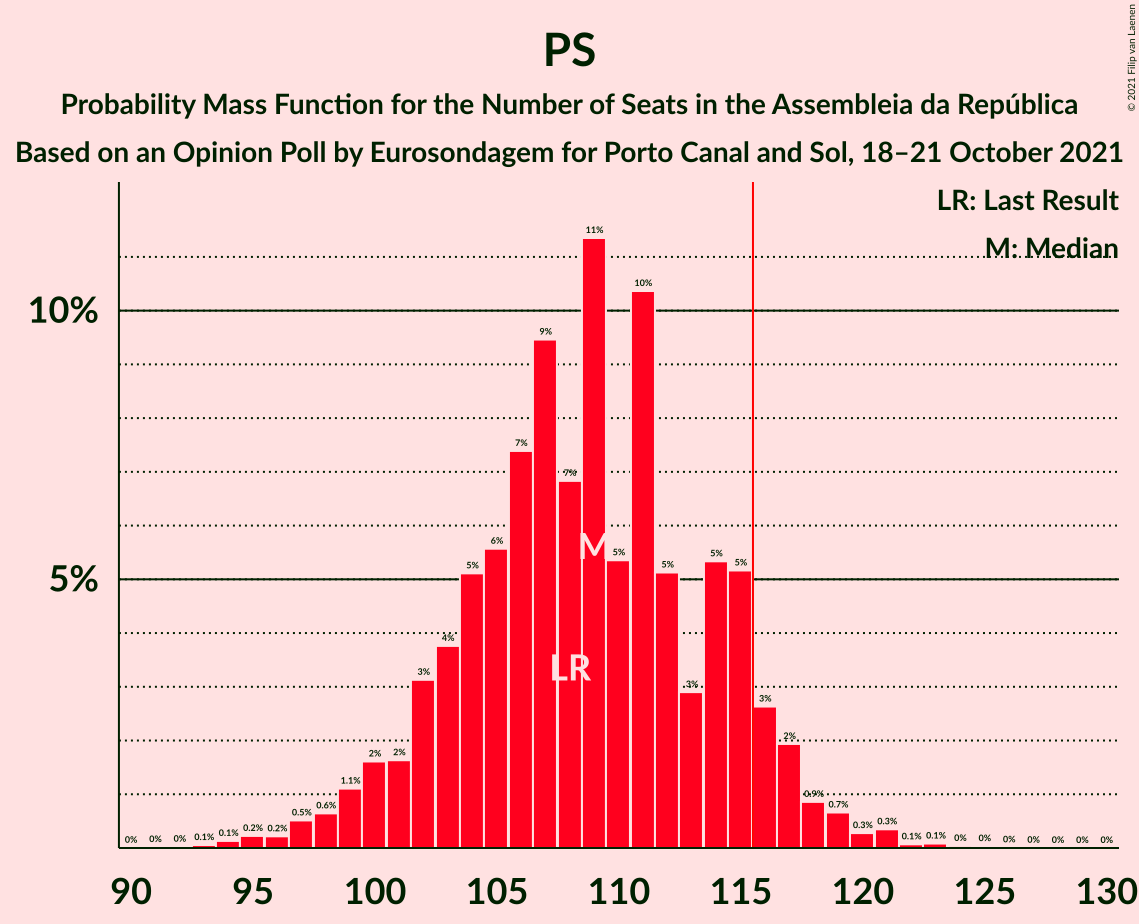 PS
Probability Mass Function for the Number of Seats in the Assembleia da República
Based on an Opinion Poll by Eurosondagem for Porto Canal and Sol, 18–21 October 2021
© 2021 Filip van Laenen
LR: Last Result
M: Median
10%
5%
0% 0% 0% 0.1% 0.1% 0.2% 0.2% 0.5% 0.6% 1.1% 2% 2% 3% 4% 5% 6% 7% 9% 7% 11% 5% 10% 5% 3% 5% 5% 3% 2% 0.9% 0.7% 0.3% 0.3% 0.1% 0.1% 0% 0% 0% 0% 0% 0% 0%
M
LR
90 95 100 105 110 115 120 125 130